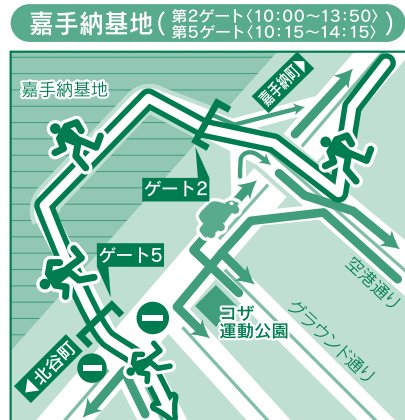 嘉手納基地(第2ゲート〈10:00～13:50〉
第5ゲート〈10:15～14:15〉)
嘉手納基地
嘉手納町▶
ゲート2
ゲート5
空港通り
コザ
運動公園
グラウンド通り
◀北谷町